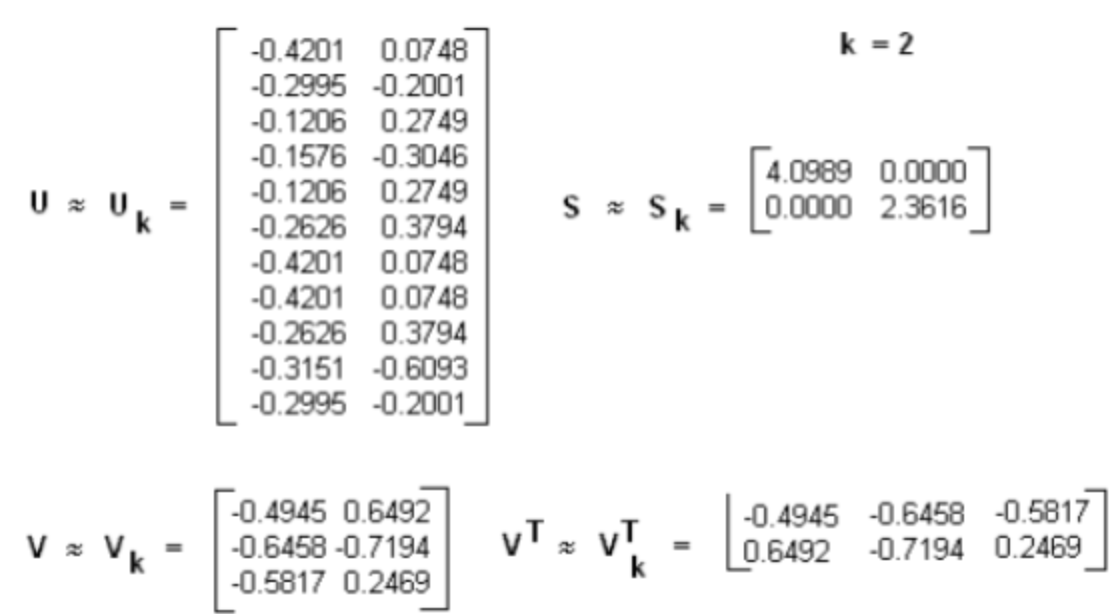 k = 2
U ≈ U k =
-0.4201 0.0748
-0.2995 -0.2001
-0.1206 0.2749
-0.1576 -0.3046
-0.1206 0.2749
-0.2626 0.3794
-0.4201 0.0748
-0.4201 0.0748
-0.2626 0.3794
-0.3151 -0.6093
-0.2995 -0.2001
S ≈ S k =
4.0989 0.0000
0.0000 2.3616
V ≈ V k =
-0.4945 0.6492
-0.6458 -0.7194
-0.5817 0.2469
V T ≈ V T k =
-0.4945 -0.6458 -0.5817
0.6492 -0.7194 0.2469